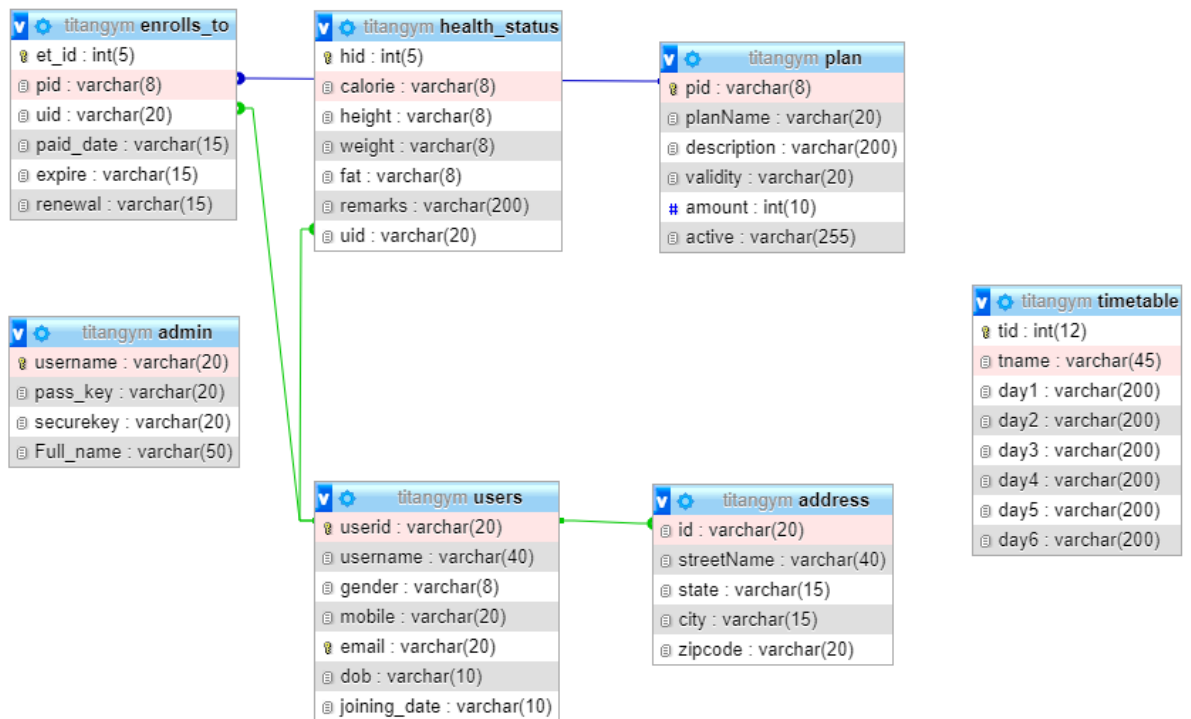 titangym enrolls_to
et_id : int(5)
pid : varchar(8)
uid : varchar(20)
paid_date : varchar(15)
expire : varchar(15)
renewal : varchar(15)
titangym health_status
hid : int(5)
calorie : varchar(8)
height : varchar(8)
weight : varchar(8)
fat : varchar(8)
remarks : varchar(200)
uid : varchar(20)
titangym plan
pid : varchar(8)
planName : varchar(20)
description : varchar(200)
validity : varchar(20)
# amount : int(10)
active : varchar(255)
titangym timetable
tid : int(12)
tname : varchar(45)
day1 : varchar(200)
day2 : varchar(200)
day3 : varchar(200)
day4 : varchar(200)
day5 : varchar(200)
day6 : varchar(200)
titangym admin
username : varchar(20)
pass_key : varchar(20)
securekey : varchar(20)
Full_name : varchar(50)
titangym users
userid : varchar(20)
username : varchar(40)
gender : varchar(8)
mobile : varchar(20)
email : varchar(20)
dob : varchar(10)
joining_date : varchar(10)
titangym address
id : varchar(20)
streetName : varchar(40)
state : varchar(15)
city : varchar(15)
zipcode : varchar(20)